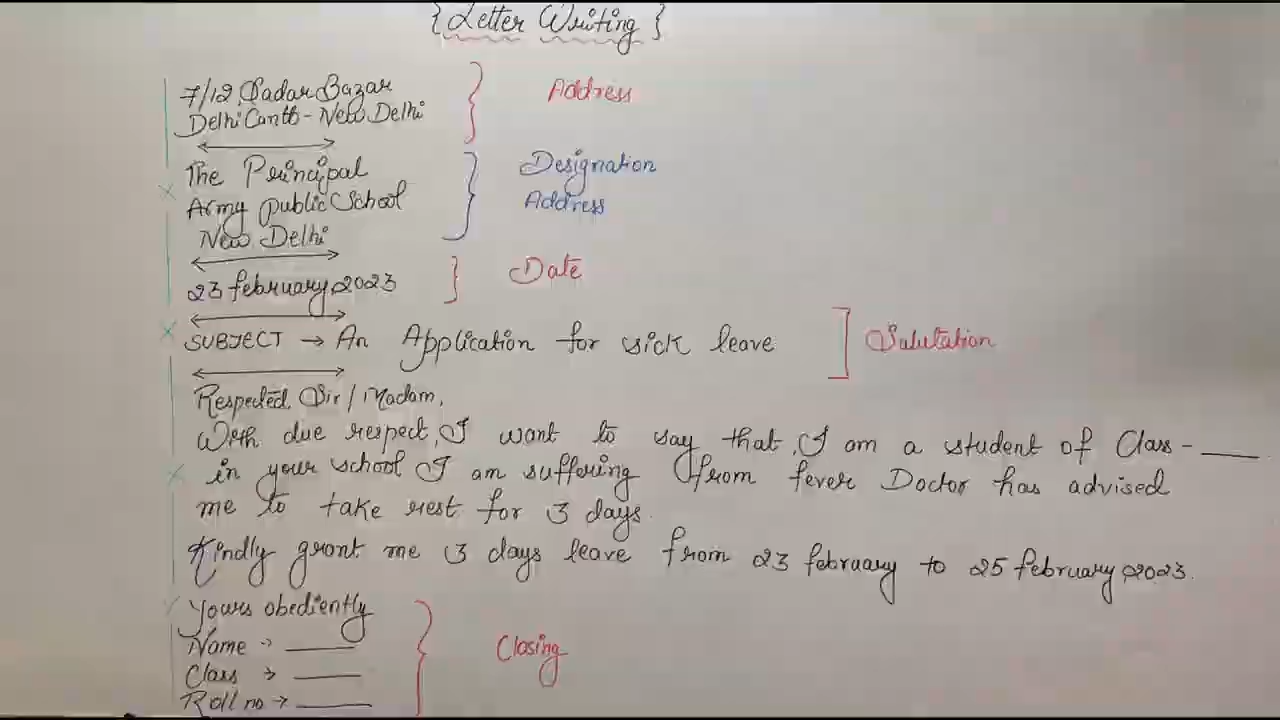 {Letter Writing}
7/12, Sadar Bazar } Address
Delhi Cantt - New Delhi
The Principal } Designation
Army public School Address
New Delhi
23 february, 2023 } Date
SUBJECT → An Application for sick leave ] Salutation
Respected, Sir / Madam,
With due respect, I want to say that, I am a student of Class - ____
in your school I am suffering from fever Doctor has advised
me to take rest for 3 days.
Kindly grant me 3 days leave from 23 february to 25 february, 2023.
Yours obediently } Closing
Name → ____
Class → ____
Roll no → ____